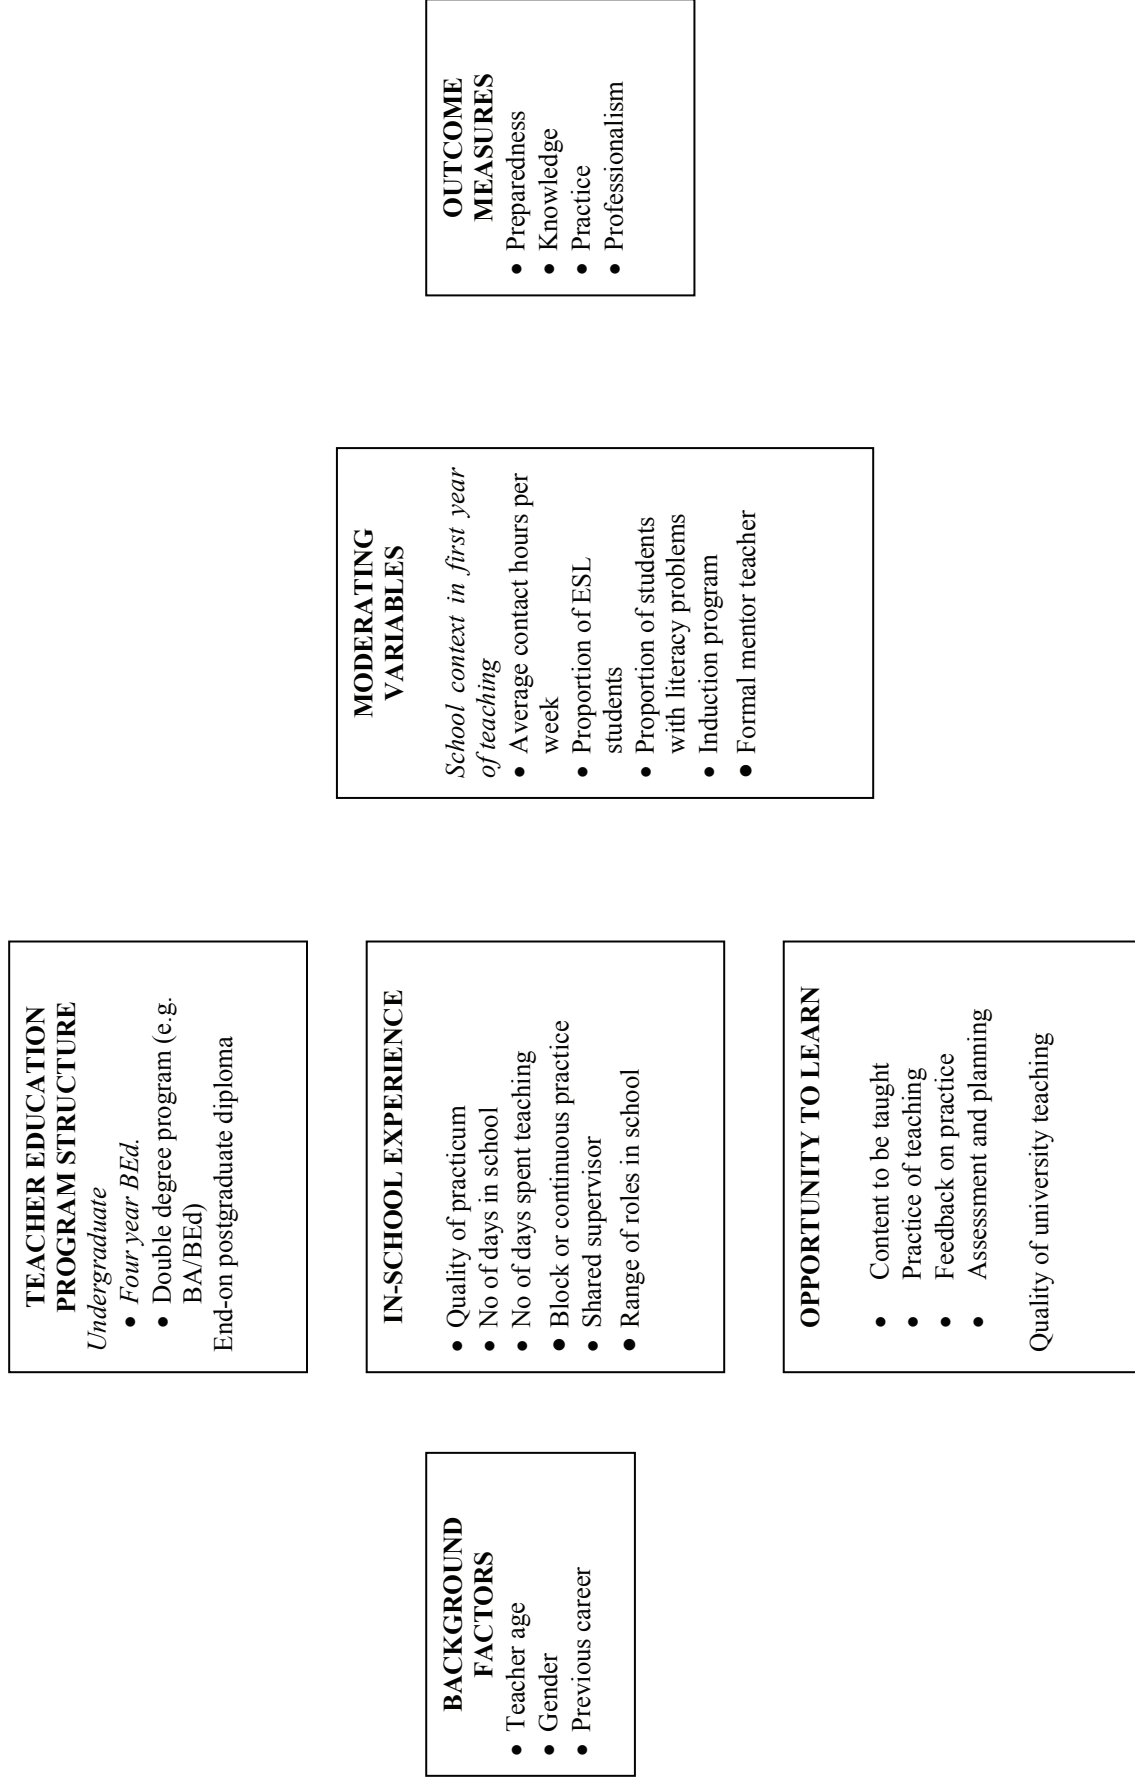 BACKGROUND
FACTORS
● Teacher age
● Gender
● Previous career
TEACHER EDUCATION
PROGRAM STRUCTURE
Undergraduate
● Four year BEd.
● Double degree program (e.g.
BA/BEd)
End-on postgraduate diploma
IN-SCHOOL EXPERIENCE
● Quality of practicum
● No of days in school
● No of days spent teaching
● Block or continuous practice
● Shared supervisor
● Range of roles in school
OPPORTUNITY TO LEARN
● Content to be taught
● Practice of teaching
● Feedback on practice
● Assessment and planning
Quality of university teaching
MODERATING
VARIABLES
School context in first year
of teaching
● Average contact hours per
week
● Proportion of ESL
students
● Proportion of students
with literacy problems
● Induction program
● Formal mentor teacher
OUTCOME
MEASURES
● Preparedness
● Knowledge
● Practice
● Professionalism